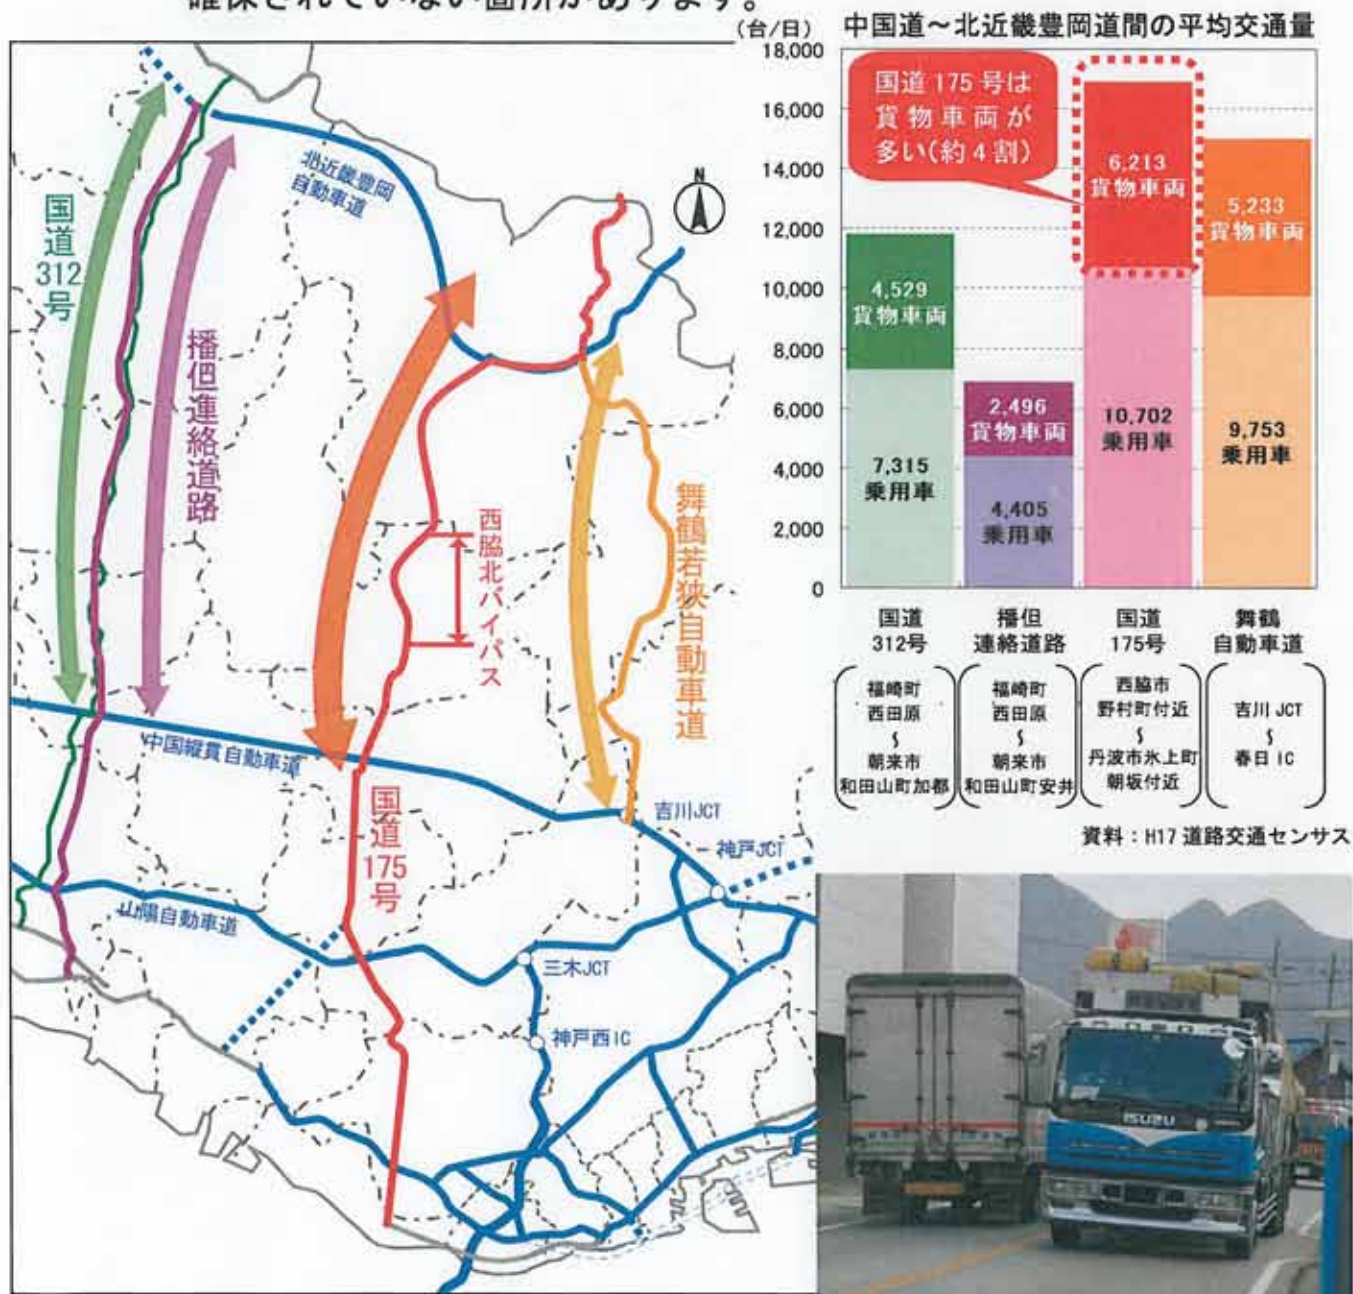 確保されていない箇所があります。
(台/日)
中国道～北近畿豊岡道間の平均交通量
18,000
16,000
14,000
12,000
10,000
8,000
6,000
4,000
2,000
0
国道175号は
貨物車両が
多い(約4割)
4,529
貨物車両
7,315
乗用車
2,496
貨物車両
4,405
乗用車
6,213
貨物車両
10,702
乗用車
5,233
貨物車両
9,753
乗用車
国道
312号
播但
連絡道路
国道
175号
舞鶴
自動車道
福崎町
西田原
～
朝来市
和田山町加都
福崎町
西田原
～
朝来市
和田山町安井
西脇市
野村町付近
～
丹波市氷上町
朝坂付近
吉川JCT
～
春日IC
資料：H17道路交通センサス
北近畿豊岡
自動車道
N
国道312号
播但連絡道路
西脇北バイパス
舞鶴若狭自動車道
中国縦貫自動車道
国道175号
吉川JCT
神戸JCT
山陽自動車道
三木JCT
神戸西IC
ISUZU